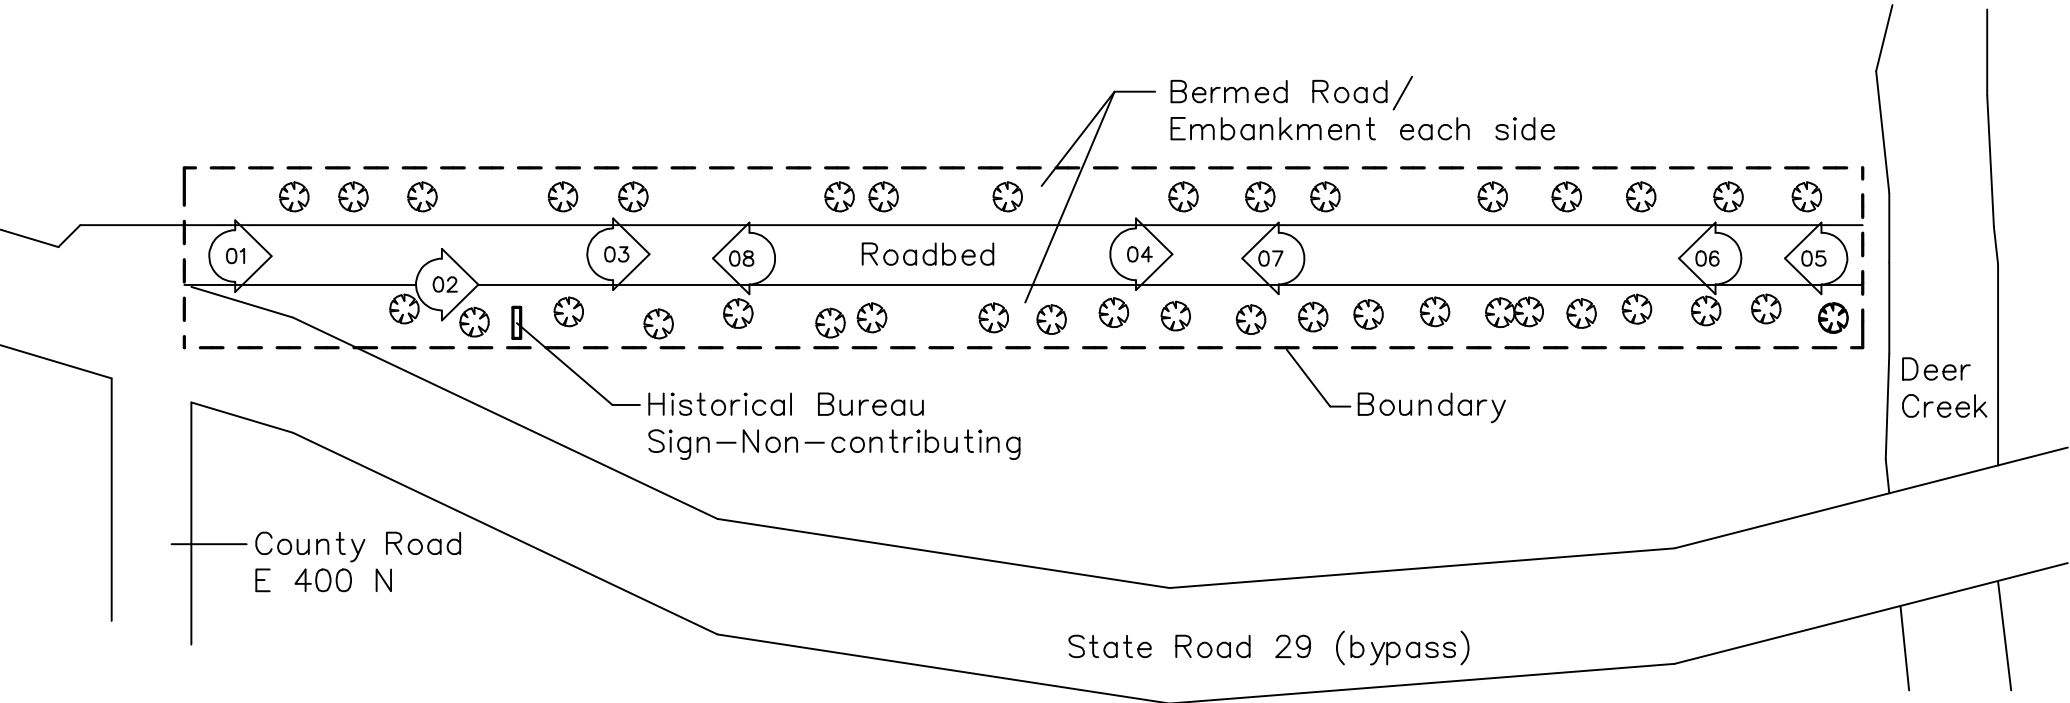 Bermed Road/
Embankment each side
01
02
03
08
Roadbed
04
07
06
05
Historical Bureau
Sign-Non-contributing
Boundary
Deer
Creek
County Road
E 400 N
State Road 29 (bypass)